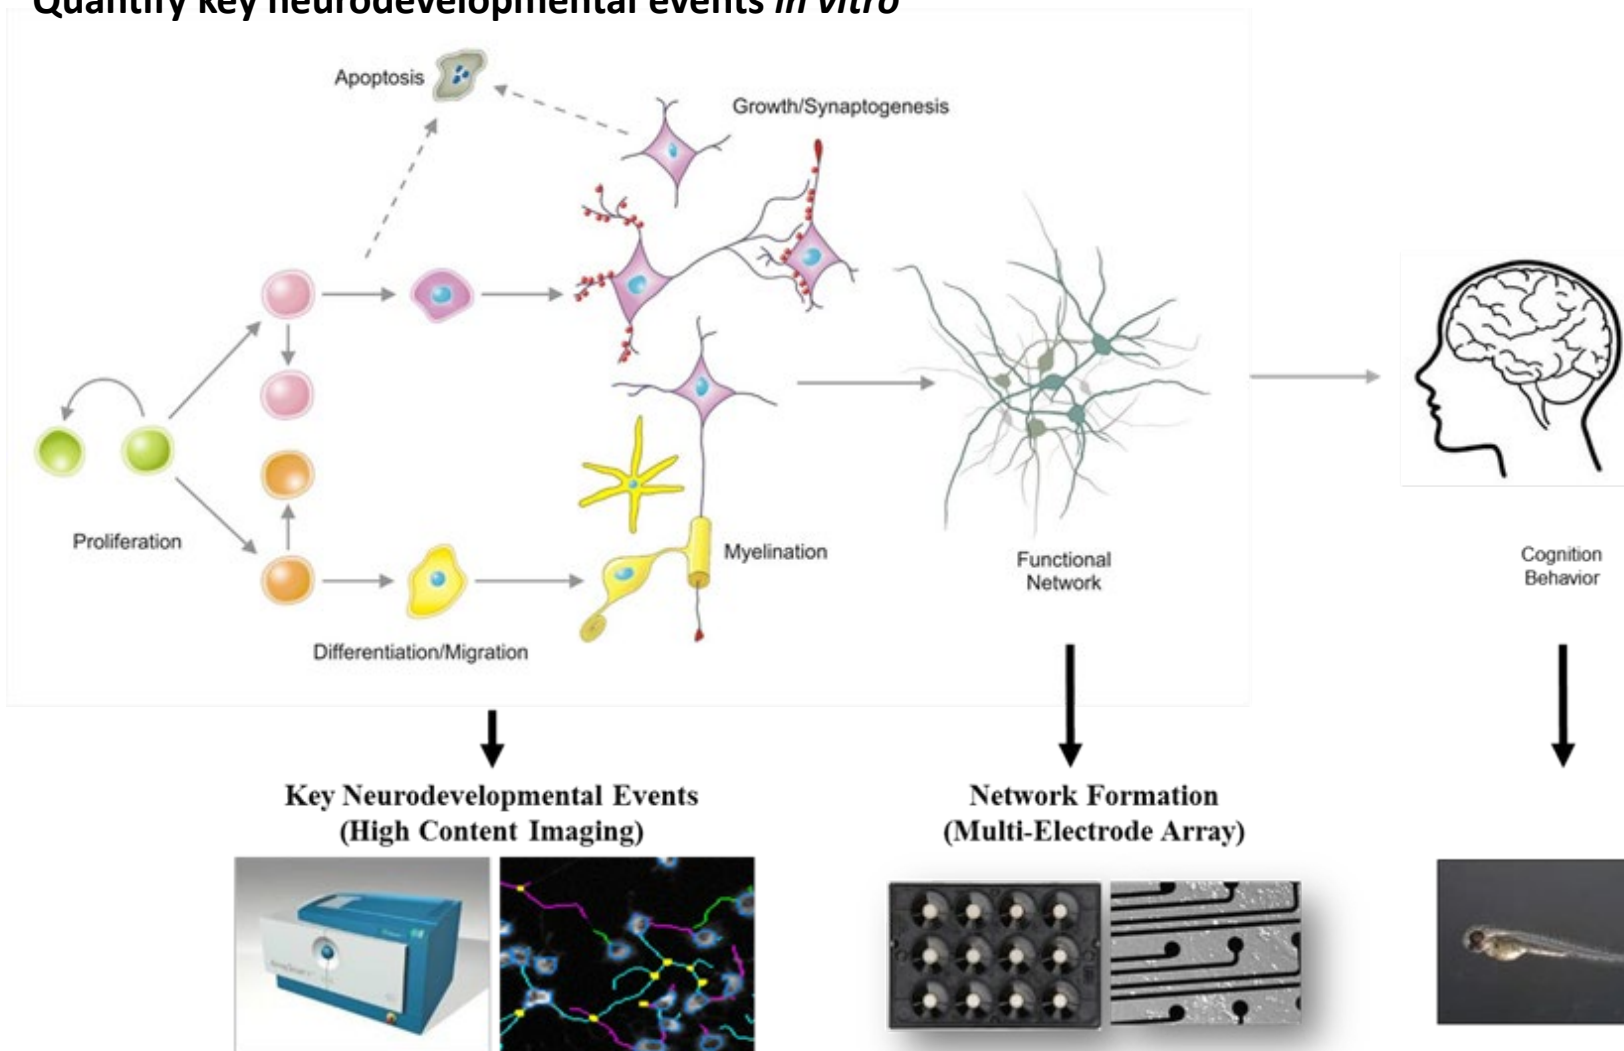 Quantify key neurodevelopmental events in vitro
Apoptosis
Growth/Synaptogenesis
Proliferation
Myelination
Differentiation/Migration
Functional
Network
Cognition
Behavior
Key Neurodevelopmental Events
(High Content Imaging)
Network Formation
(Multi-Electrode Array)